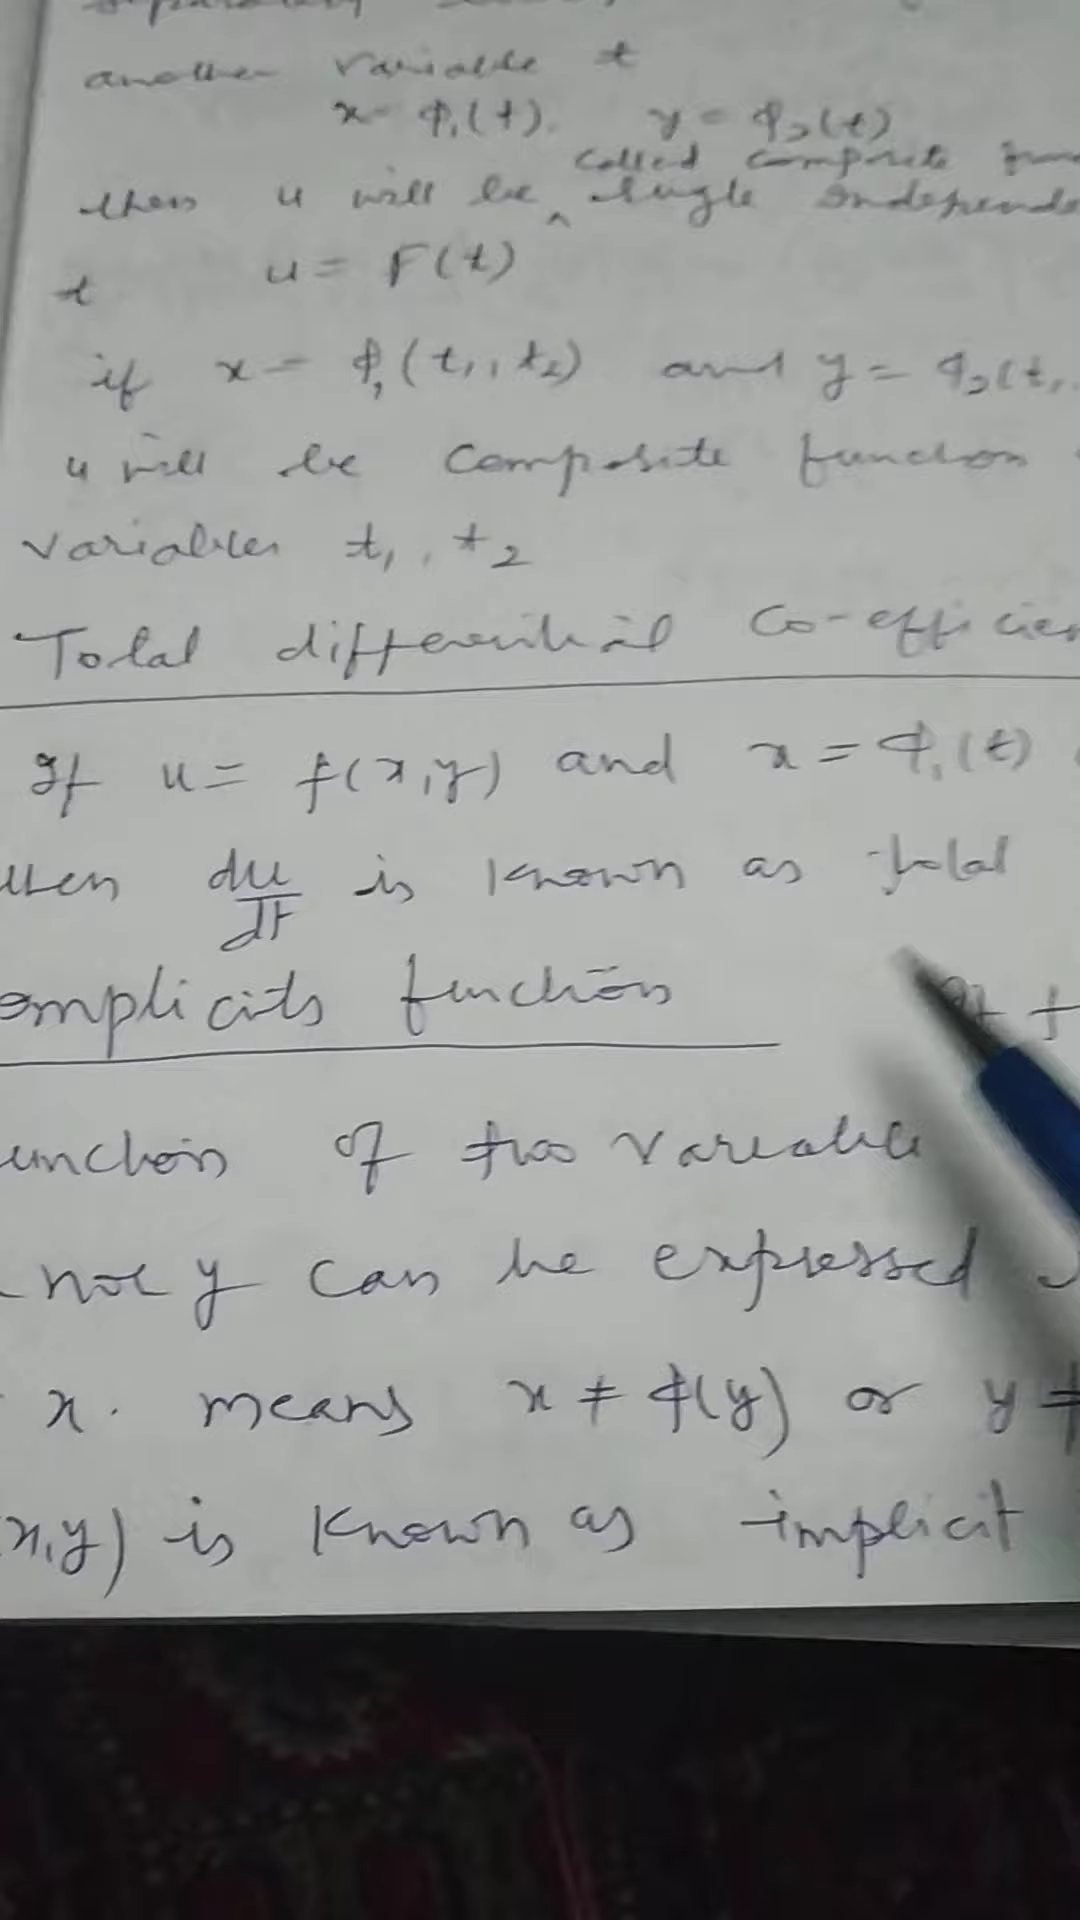 another variable t
x = φ₁(t). y = φ₂(t)
called composite
then u will be ‸ single independe
t u = F(t)
if x = φ₁(t₁, t₂) and y = φ₂(t₁
u will be composite function
variables t₁, t₂
Total differential Co-efficien
If u = f(x,y) and x = φ₁(t)
then du/dt is known as total
mplicits function
unction of two variable
not y can be expressed
x. means x ≠ f(y) or y ≠
x,y) is known as implicit